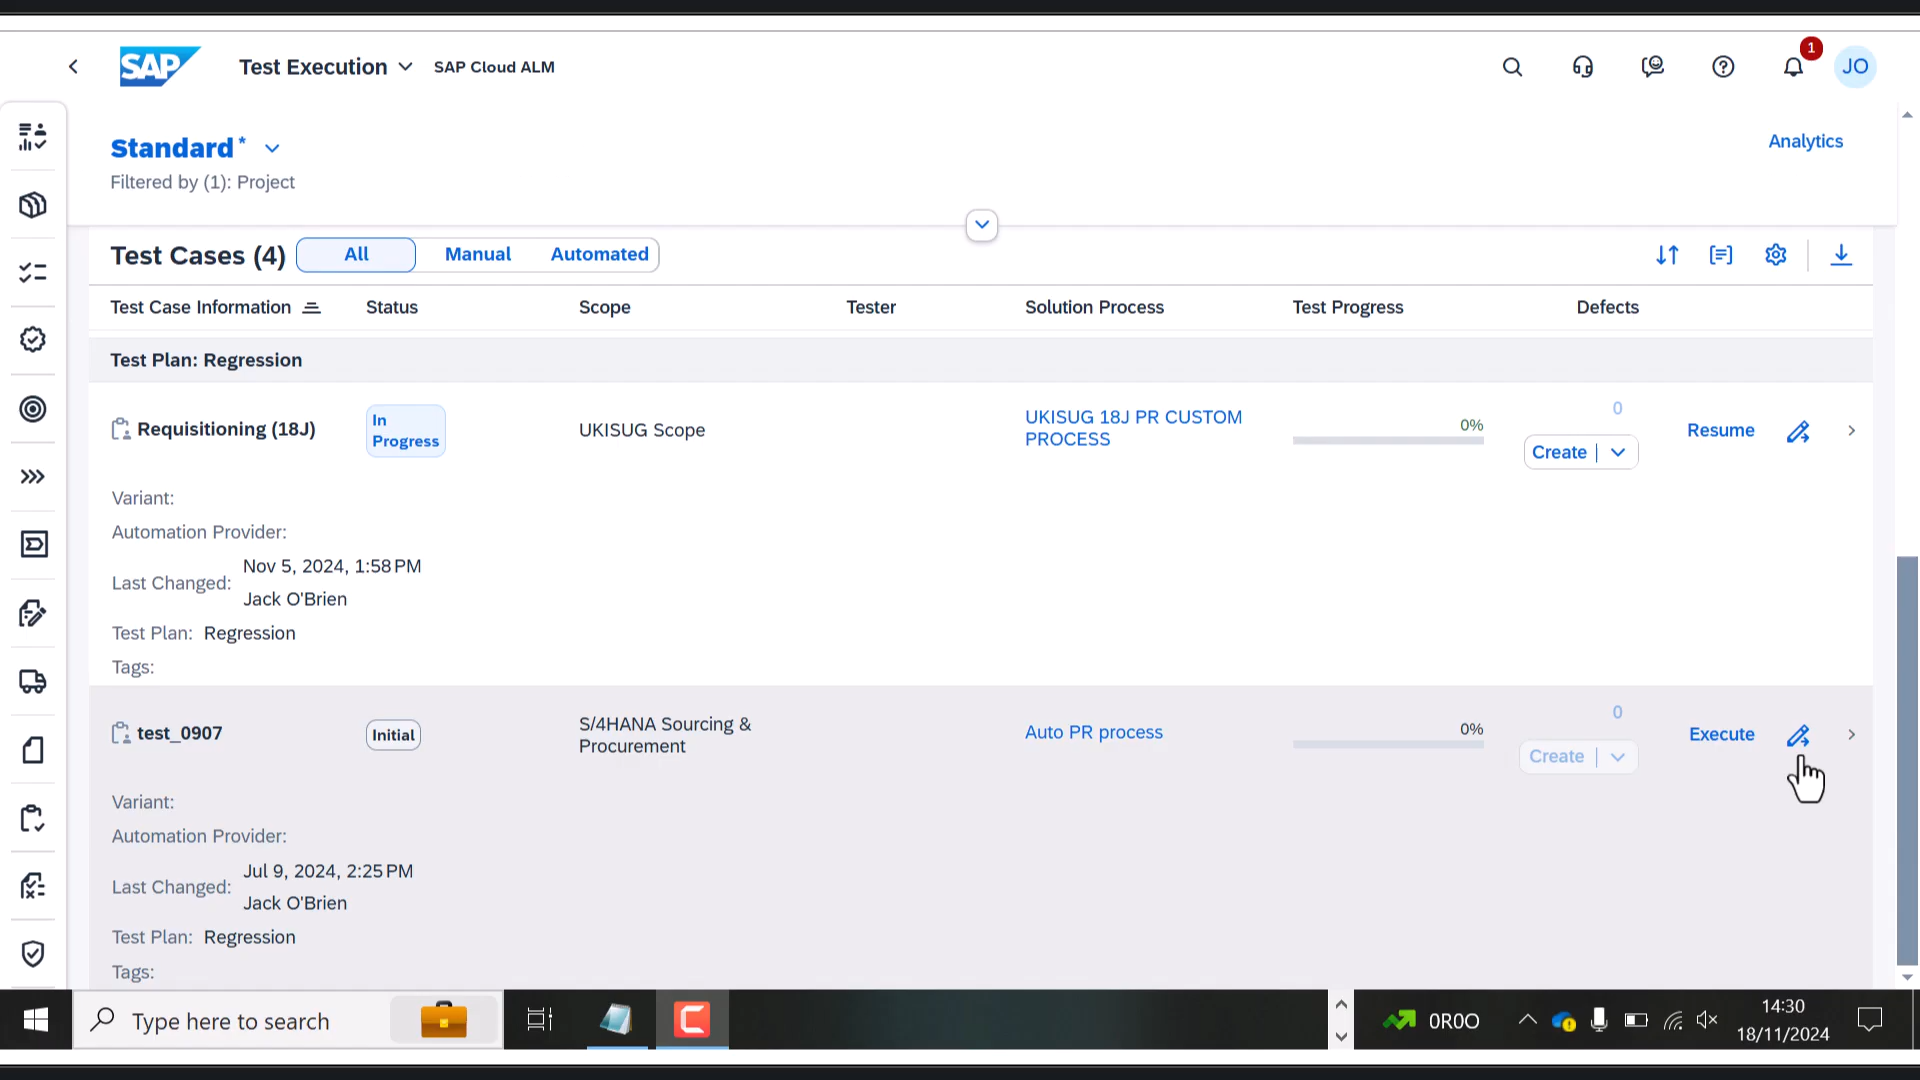 SAP
Test Execution
SAP Cloud ALM
1
JO
Standard*
Analytics
Filtered by (1): Project
Test Cases (4)
All
Manual
Automated
Test Case Information
Status
Scope
Tester
Solution Process
Test Progress
Defects
Test Plan: Regression
Requisitioning (18J)
In
Progress
UKISUG Scope
UKISUG 18J PR CUSTOM
PROCESS
0%
0
Create
Resume
Variant:
Automation Provider:
Last Changed:
Nov 5, 2024, 1:58 PM
Jack O'Brien
Test Plan: Regression
Tags:
test_0907
Initial
S/4HANA Sourcing &
Procurement
Auto PR process
0%
0
Create
Execute
Variant:
Automation Provider:
Last Changed:
Jul 9, 2024, 2:25 PM
Jack O'Brien
Test Plan: Regression
Tags:
Type here to search
0R0O
14:30
18/11/2024